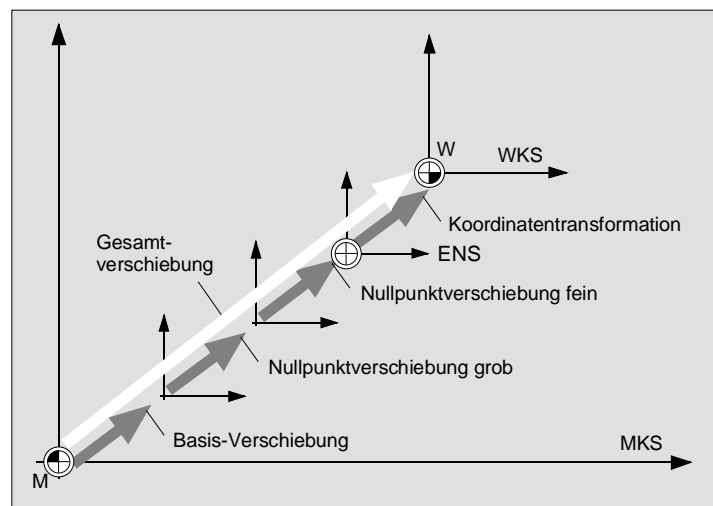 W
WKS
Koordinatentransformation
Gesamt-
verschiebung
ENS
Nullpunktverschiebung fein
Nullpunktverschiebung grob
Basis-Verschiebung
MKS
M